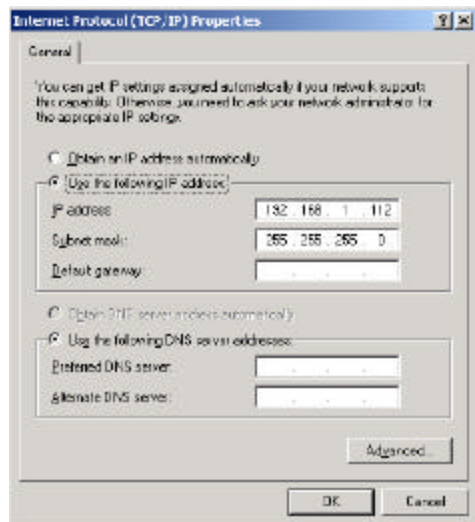 Internet Protocol (TCP/IP) Properties
General
You can get IP settings assigned automatically if your network supports
this capability. Otherwise, you need to ask your network administrator for
the appropriate IP settings.
Obtain an IP address automatically
Use the following IP address:
IP address:
192 . 168 . 1 . 112
Subnet mask:
255 . 255 . 255 . 0
Default gateway:
Obtain DNS server address automatically
Use the following DNS server addresses:
Preferred DNS server:
Alternate DNS server:
Advanced...
OK
Cancel